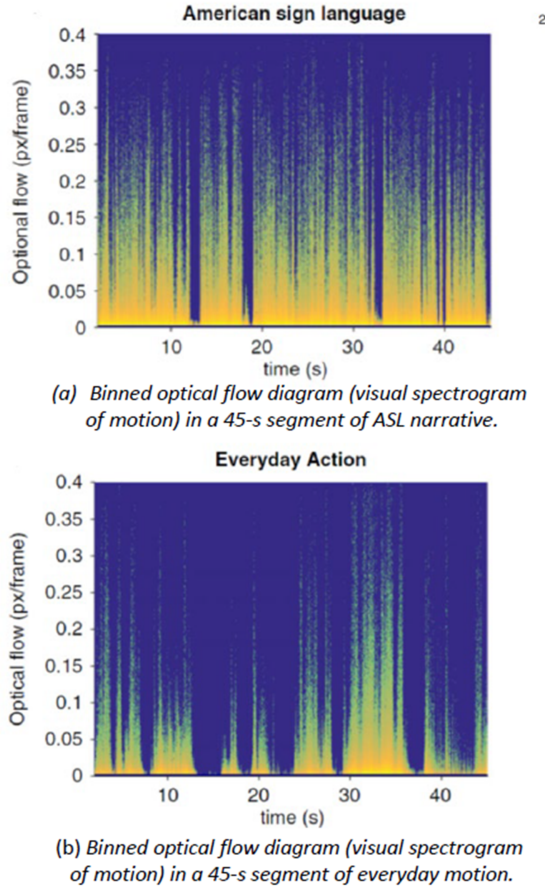 American sign language
2
0.4
0.35
0.3
0.25
0.2
0.15
0.1
0.05
0
Optional flow (px/frame)
10
20
30
40
time (s)
(a) Binned optical flow diagram (visual spectrogram
of motion) in a 45-s segment of ASL narrative.
Everyday Action
0.4
0.35
0.3
0.25
0.2
0.15
0.1
0.05
0
Optical flow (px/frame)
10
20
30
40
time (s)
(b) Binned optical flow diagram (visual spectrogram
of motion) in a 45-s segment of everyday motion.